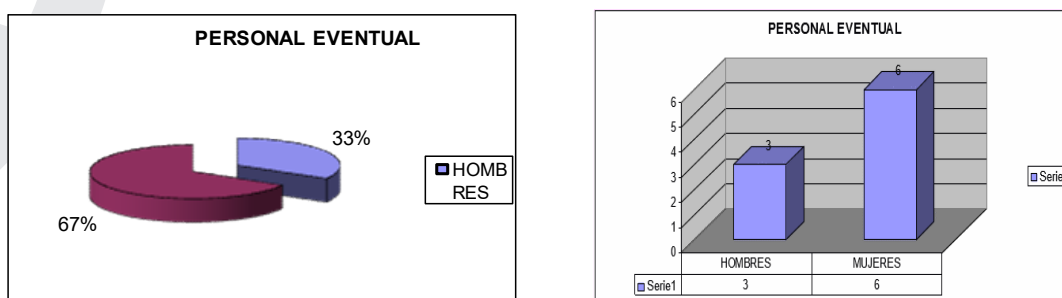 PERSONAL EVENTUAL
33%
HOMB
RES
67%
PERSONAL EVENTUAL
6
3
6
5
4
3
2
1
0
HOMBRES MUJERES
Serie1 3 6
Serie